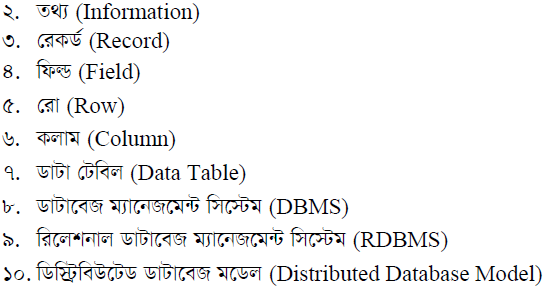 ২. তথ্য (Information)
৩. রেকর্ড (Record)
৪. ফিল্ড (Field)
৫. রো (Row)
৬. কলাম (Column)
৭. ডাটা টেবিল (Data Table)
৮. ডাটাবেজ ম্যানেজমেন্ট সিস্টেম (DBMS)
৯. রিলেশনাল ডাটাবেজ ম্যানেজমেন্ট সিস্টেম (RDBMS)
১০. ডিস্ট্রিবিউটেড ডাটাবেজ মডেল (Distributed Database Model)